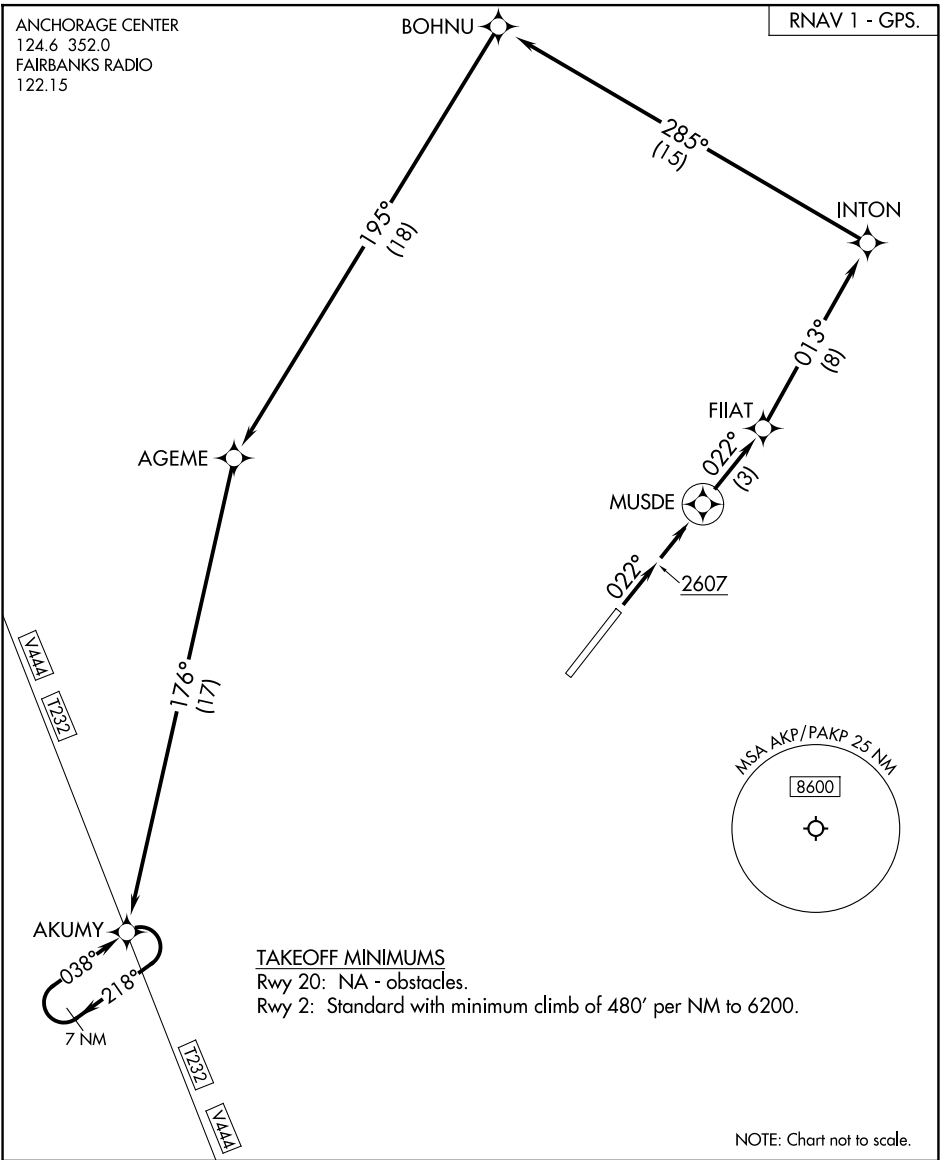 ANCHORAGE CENTER
124.6 352.0
FAIRBANKS RADIO
122.15
RNAV 1 - GPS.
BOHNU
285°
(15)
INTON
195°
(18)
013°
(8)
FIIAT
AGEME
022°
(3)
MUSDE
022°
2607
V444
T232
176°
(17)
MSA AKP/PAKP 25 NM
8600
AKUMY
038°
218°
7 NM
TAKEOFF MINIMUMS
Rwy 20: NA - obstacles.
Rwy 2: Standard with minimum climb of 480' per NM to 6200.
T232
V444
NOTE: Chart not to scale.